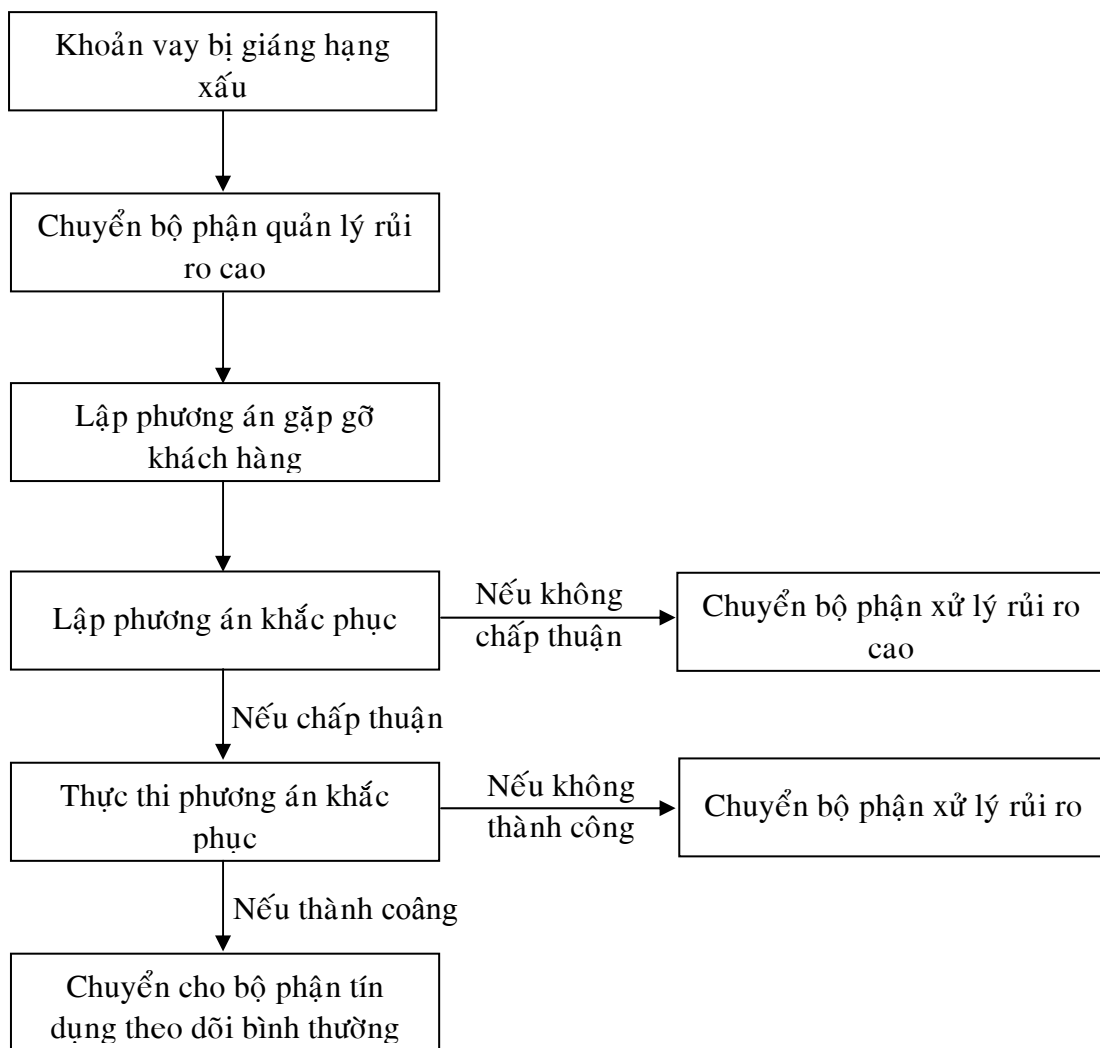 Khoản vay bị giáng hạng
xấu
Chuyển bộ phận quản lý rủi
ro cao
Lập phương án gặp gỡ
khách hàng
Lập phương án khắc phục
Nếu không
chấp thuận
Chuyển bộ phận xử lý rủi ro
cao
Nếu chấp thuận
Thực thi phương án khắc
phục
Nếu không
thành công
Chuyển bộ phận xử lý rủi ro
Nếu thành coâng
Chuyển cho bộ phận tín
dụng theo dõi bình thường